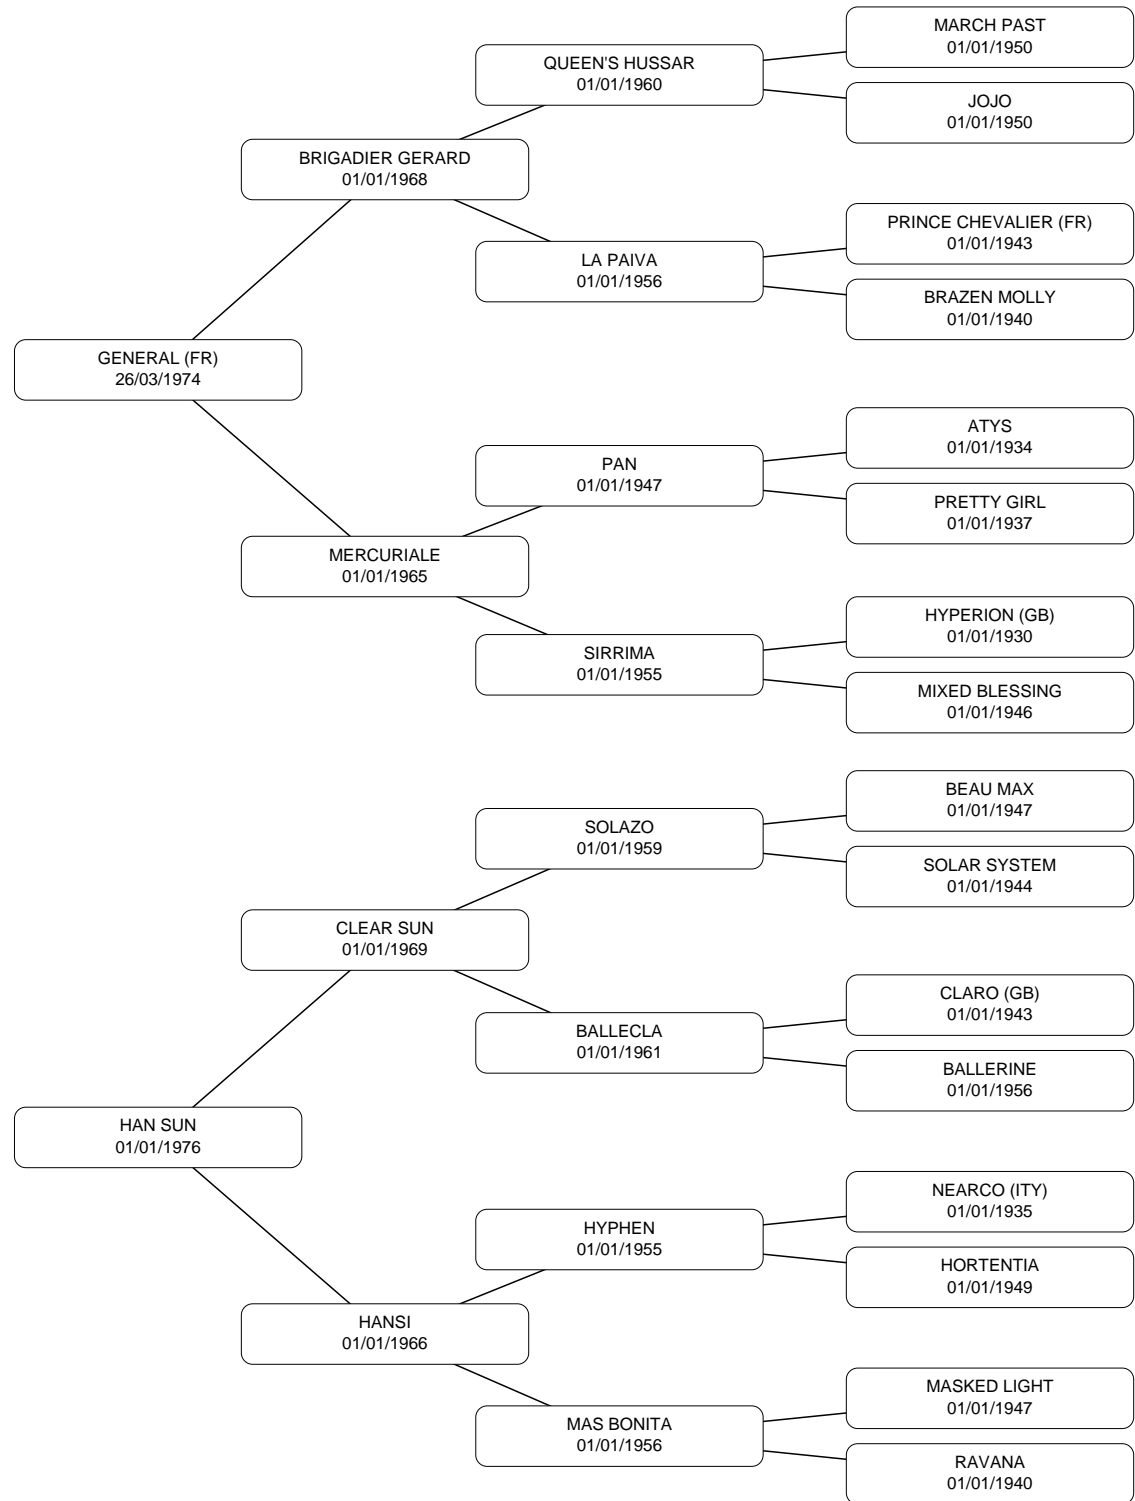 MARCH PAST
01/01/1950
QUEEN'S HUSSAR
01/01/1960
JOJO
01/01/1950
BRIGADIER GERARD
01/01/1968
PRINCE CHEVALIER (FR)
01/01/1943
LA PAIVA
01/01/1956
BRAZEN MOLLY
01/01/1940
GENERAL (FR)
26/03/1974
ATYS
01/01/1934
PAN
01/01/1947
PRETTY GIRL
01/01/1937
MERCURIALE
01/01/1965
HYPERION (GB)
01/01/1930
SIRRIMA
01/01/1955
MIXED BLESSING
01/01/1946
BEAU MAX
01/01/1947
SOLAZO
01/01/1959
SOLAR SYSTEM
01/01/1944
CLEAR SUN
01/01/1969
CLARO (GB)
01/01/1943
BALLECLA
01/01/1961
BALLERINE
01/01/1956
HAN SUN
01/01/1976
NEARCO (ITY)
01/01/1935
HYPHEN
01/01/1955
HORTENTIA
01/01/1949
HANSI
01/01/1966
MASKED LIGHT
01/01/1947
MAS BONITA
01/01/1956
RAVANA
01/01/1940